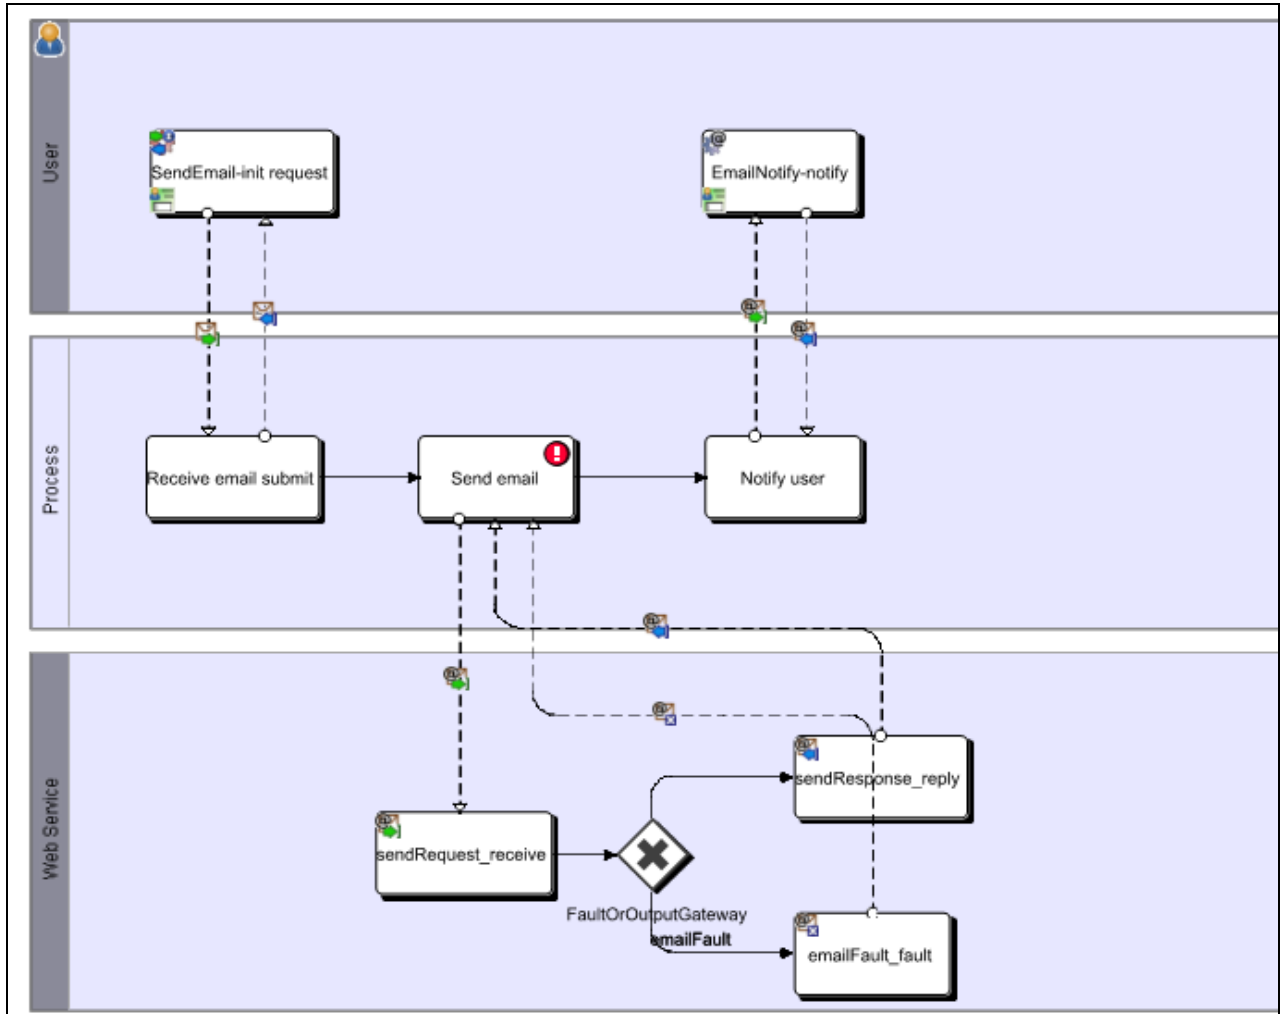 User
SendEmail-init request
EmailNotify-notify
Process
Receive email submit
Send email
Notify user
Web Service
sendResponse_reply
sendRequest_receive
FaultOrOutputGateway
emailFault
emailFault_fault